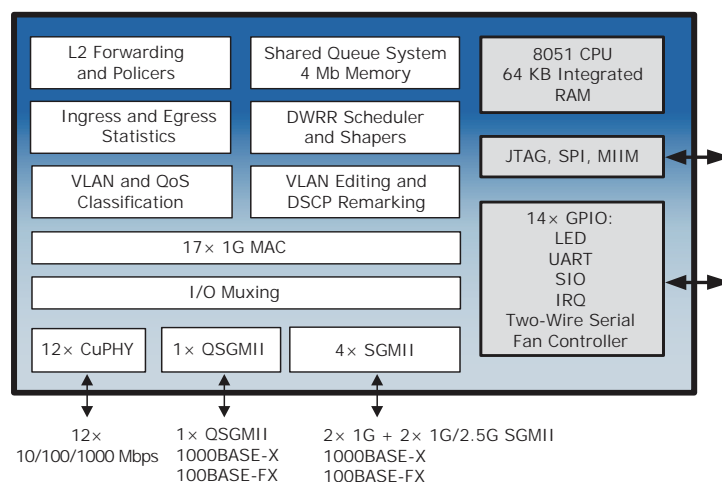 L2 Forwarding
and Policers
Shared Queue System
4 Mb Memory
8051 CPU
64 KB Integrated
RAM
Ingress and Egress
Statistics
DWRR Scheduler
and Shapers
JTAG, SPI, MIIM
VLAN and QoS
Classification
VLAN Editing and
DSCP Remarking
14× GPIO:
LED
UART
SIO
IRQ
Two-Wire Serial
Fan Controller
17× 1G MAC
I/O Muxing
12× CuPHY
1× QSGMII
4× SGMII
12×
10/100/1000 Mbps
1× QSGMII
1000BASE-X
100BASE-FX
2× 1G + 2× 1G/2.5G SGMII
1000BASE-X
100BASE-FX